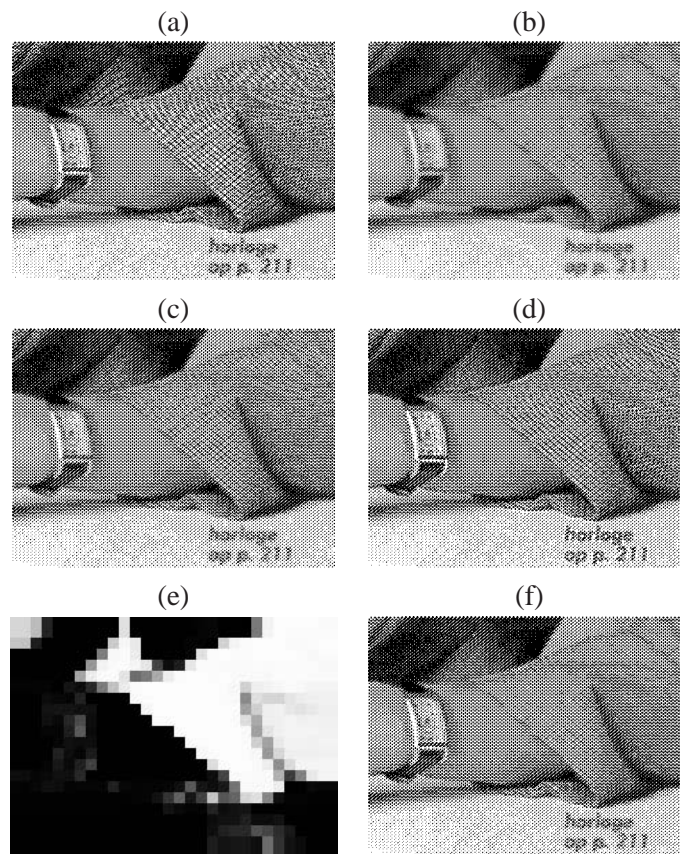 (a) (b)
horloge
op p. 211
(c) (d)
horloge
op p. 211
horloge
op p. 211
(e) (f)
horloge
op p. 211
horloge
op p. 211